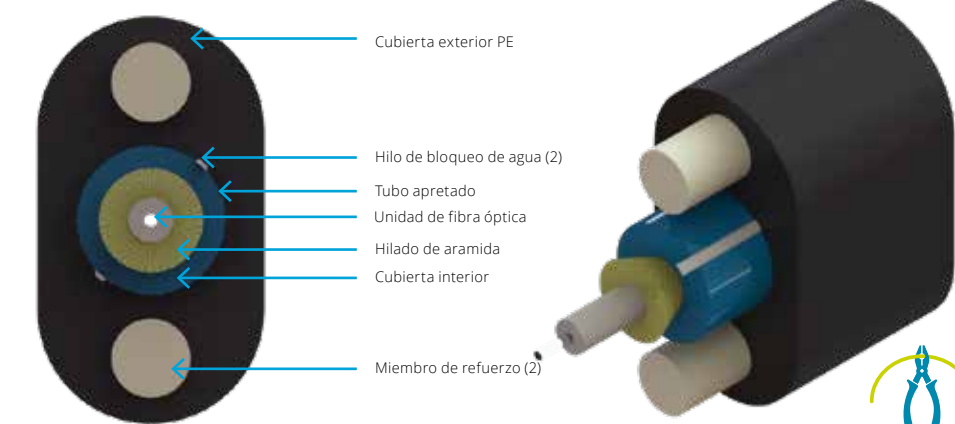 Cubierta exterior PE
Hilo de bloqueo de agua (2)
Tubo apretado
Unidad de fibra óptica
Hilado de aramida
Cubierta interior
Miembro de refuerzo (2)